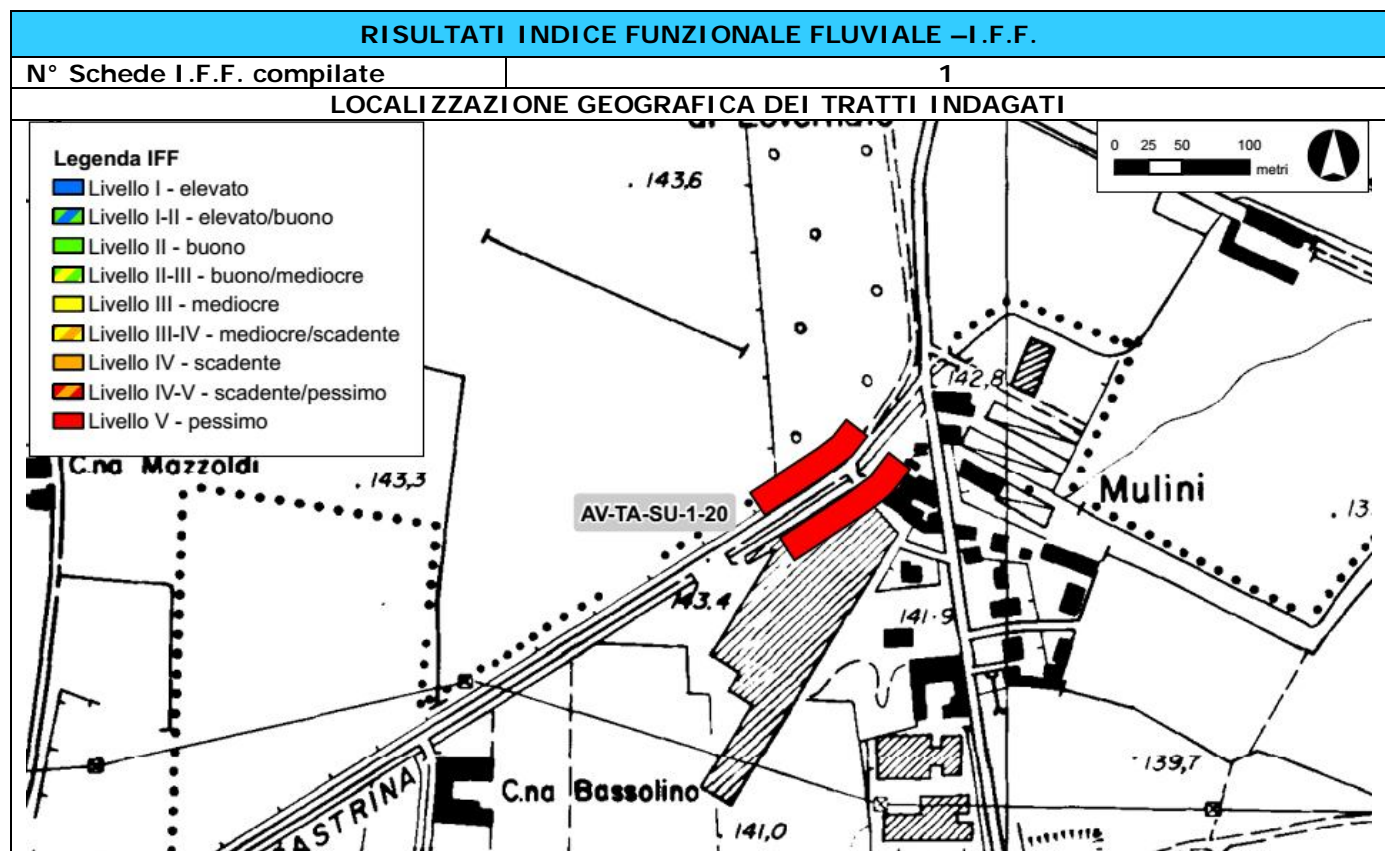 RISULTATI INDICE FUNZIONALE FLUVIALE –I.F.F.
N° Schede I.F.F. compilate 1
LOCALIZZAZIONE GEOGRAFICA DEI TRATTI INDAGATI
Legenda IFF
Livello I - elevato
Livello I-II - elevato/buono
Livello II - buono
Livello II-III - buono/mediocre
Livello III - mediocre
Livello III-IV - mediocre/scadente
Livello IV - scadente
Livello IV-V - scadente/pessimo
Livello V - pessimo
0 25 50 100
metri
143,6
142,8
C.na Mazzoldi
143,3
AV-TA-SU-1-20
Mulini
13
143.4
141.9
C.na Bassolino
139,7
141,0
ASTRINA